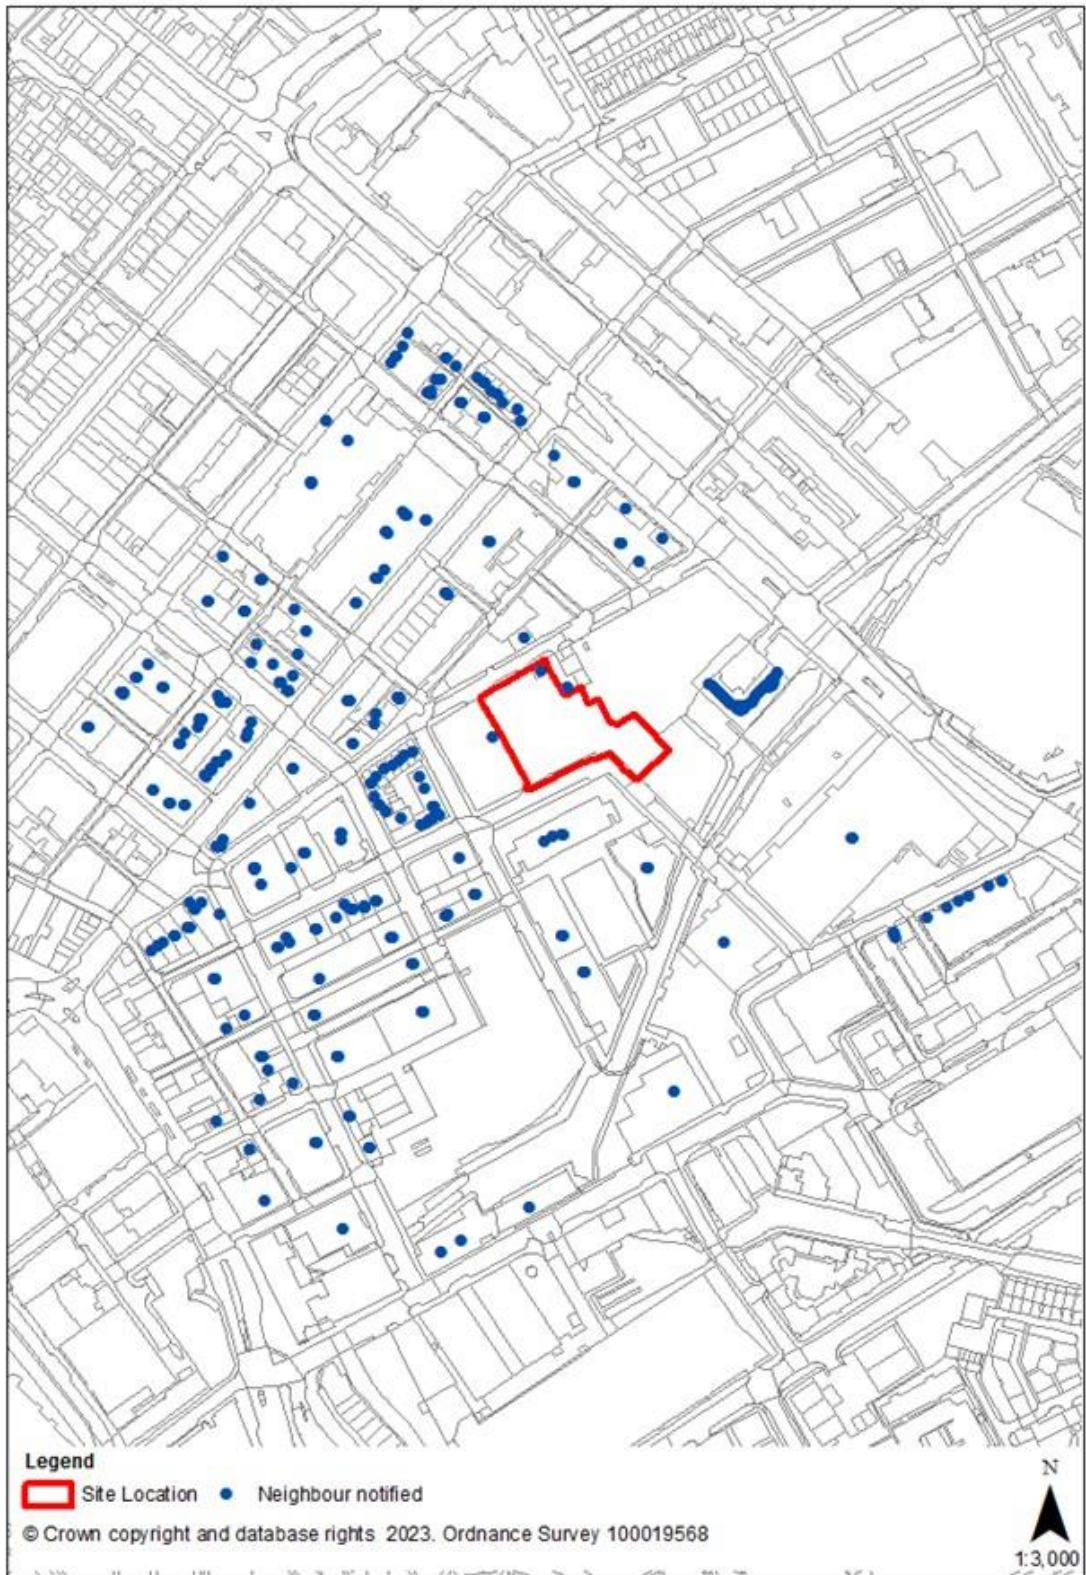 Legend
Site Location
Neighbour notified
© Crown copyright and database rights 2023. Ordnance Survey 100019568
N
1:3,000